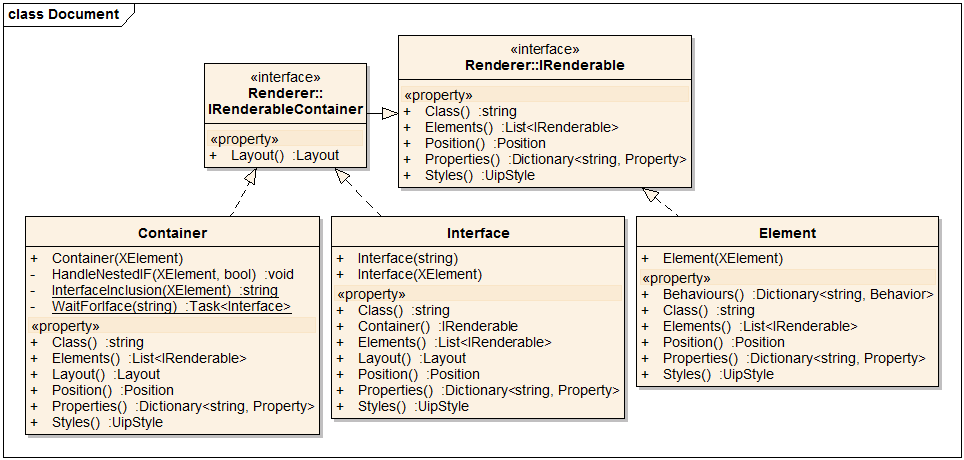 class Document
«interface»
Renderer::
IRenderableContainer
«property»
+ Layout() :Layout
«interface»
Renderer::IRenderable
«property»
+ Class() :string
+ Elements() :List<IRenderable>
+ Position() :Position
+ Properties() :Dictionary<string, Property>
+ Styles() :UipStyle
Container
+ Container(XElement)
- HandleNestedIF(XElement, bool) :void
- InterfaceInclusion(XElement) :string
- WaitForIface(string) :Task<Interface>
«property»
+ Class() :string
+ Elements() :List<IRenderable>
+ Layout() :Layout
+ Position() :Position
+ Properties() :Dictionary<string, Property>
+ Styles() :UipStyle
Interface
+ Interface(string)
+ Interface(XElement)
«property»
+ Class() :string
+ Container() :IRenderable
+ Elements() :List<IRenderable>
+ Layout() :Layout
+ Position() :Position
+ Properties() :Dictionary<string, Property>
+ Styles() :UipStyle
Element
+ Element(XElement)
«property»
+ Behaviours() :Dictionary<string, Behavior>
+ Class() :string
+ Elements() :List<IRenderable>
+ Position() :Position
+ Properties() :Dictionary<string, Property>
+ Styles() :UipStyle